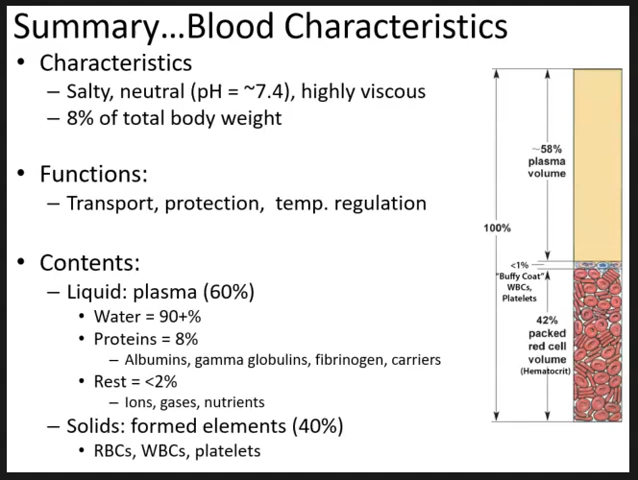 Summary...Blood Characteristics
• Characteristics
– Salty, neutral (pH = ~7.4), highly viscous
– 8% of total body weight
• Functions:
– Transport, protection, temp. regulation
• Contents:
– Liquid: plasma (60%)
• Water = 90+%
• Proteins = 8%
– Albumins, gamma globulins, fibrinogen, carriers
• Rest = <2%
– Ions, gases, nutrients
– Solids: formed elements (40%)
• RBCs, WBCs, platelets
100%
~58%
plasma
volume
<1%
"Buffy Coat"
WBCs,
Platelets
42%
packed
red cell
volume
(Hematocrit)